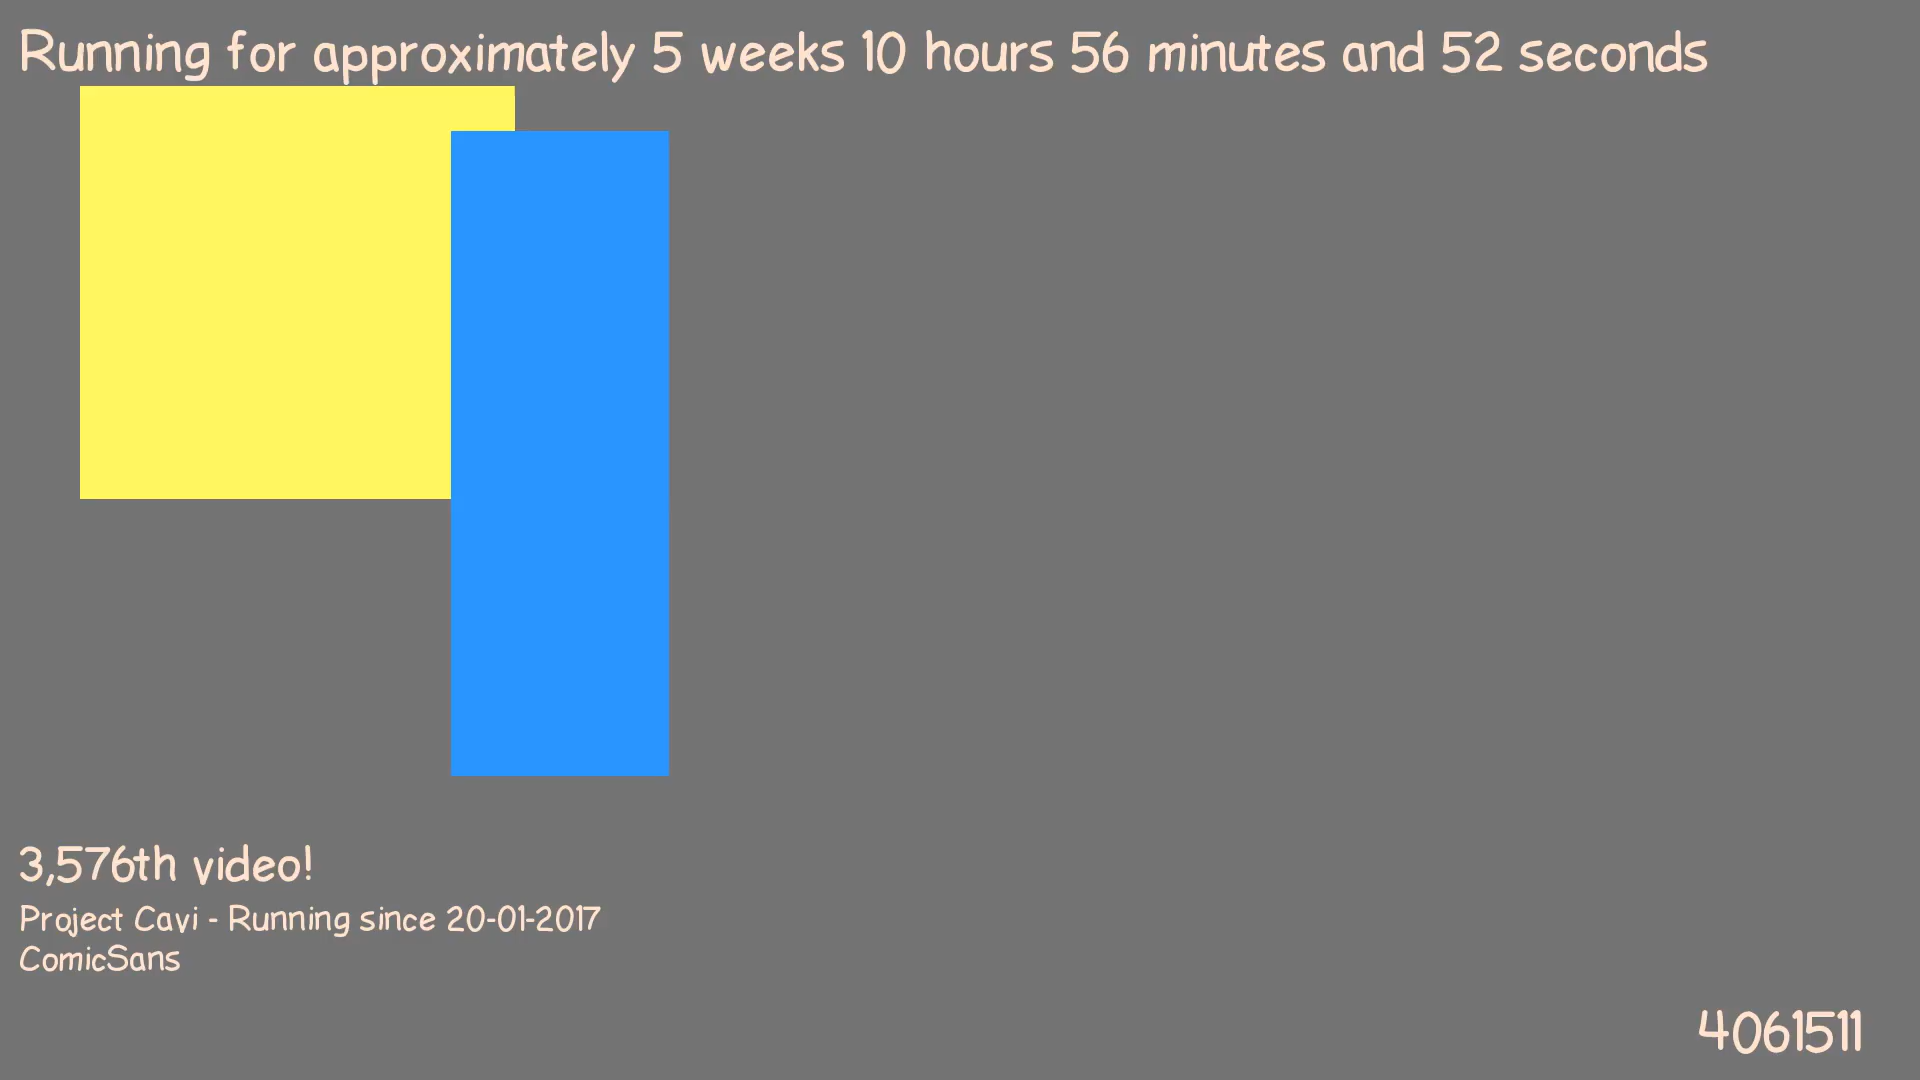 Running for approximately 5 weeks 10 hours 56 minutes and 52 seconds
3,576th video!
Project Cavi - Running since 20-01-2017
ComicSans
4061511